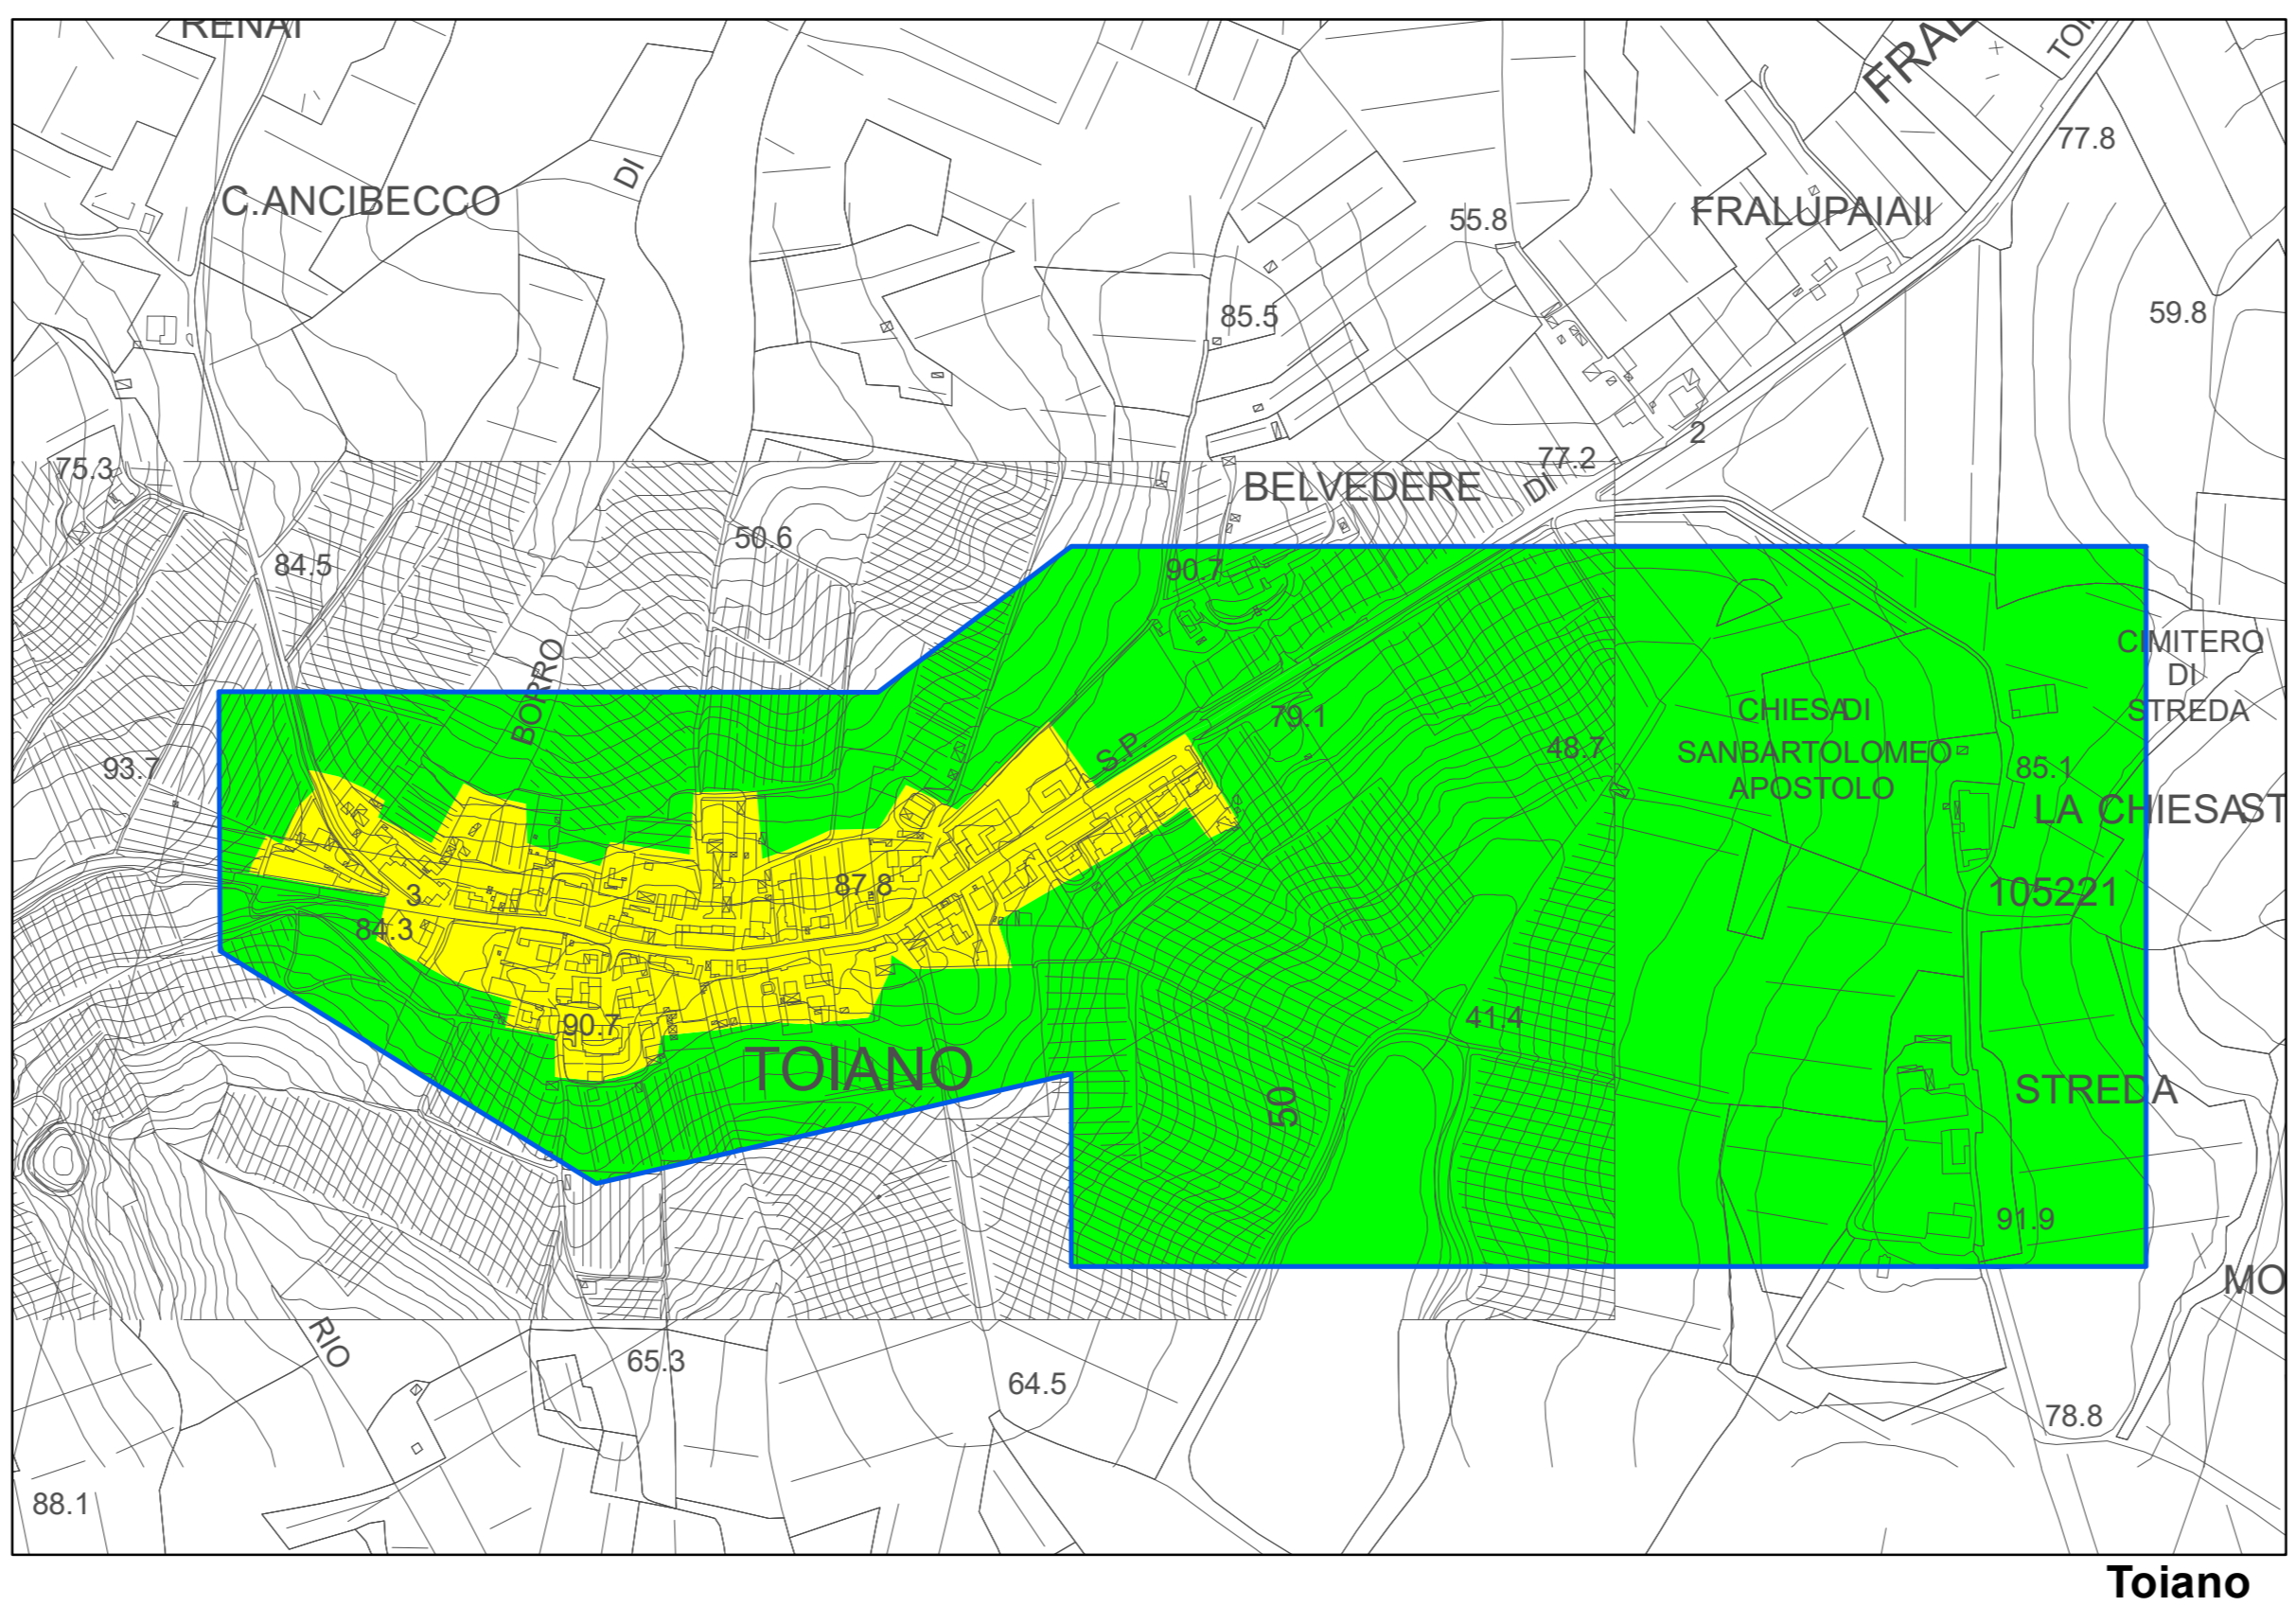 RENAI
FRAL
TOI
77.8
DI
C.ANCIBECCO
55.8
FRALUPAIAII
85.5
59.8
2
75.3
77.2
BELVEDERE
DI
50.6
84.5
90.7
CIMITERO
DI
STREDA
BORRO
79.1
CHIESADI
SANBARTOLOMEO
APOSTOLO
S.P.
48.7
93.7
85.1
LA CHIESA
ST
3
87.8
105221
84.3
90.7
41.4
TOIANO
50
STREDA
91.9
MO
RIO
65.3
64.5
78.8
88.1
Toiano